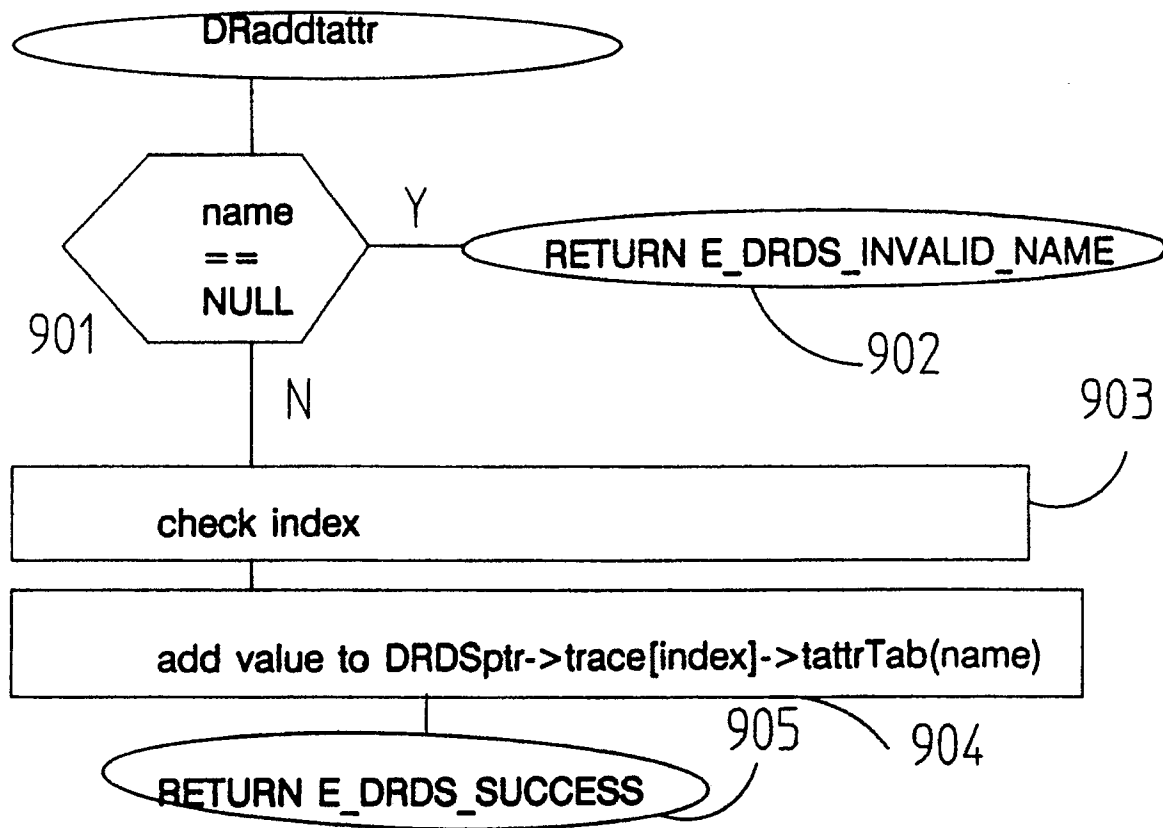 DRaddtattr
name
==
NULL
Y
RETURN E_DRDS_INVALID_NAME
901
902
N
903
check index
add value to DRDSptr->trace[index]->tattrTab(name)
905
904
RETURN E_DRDS_SUCCESS